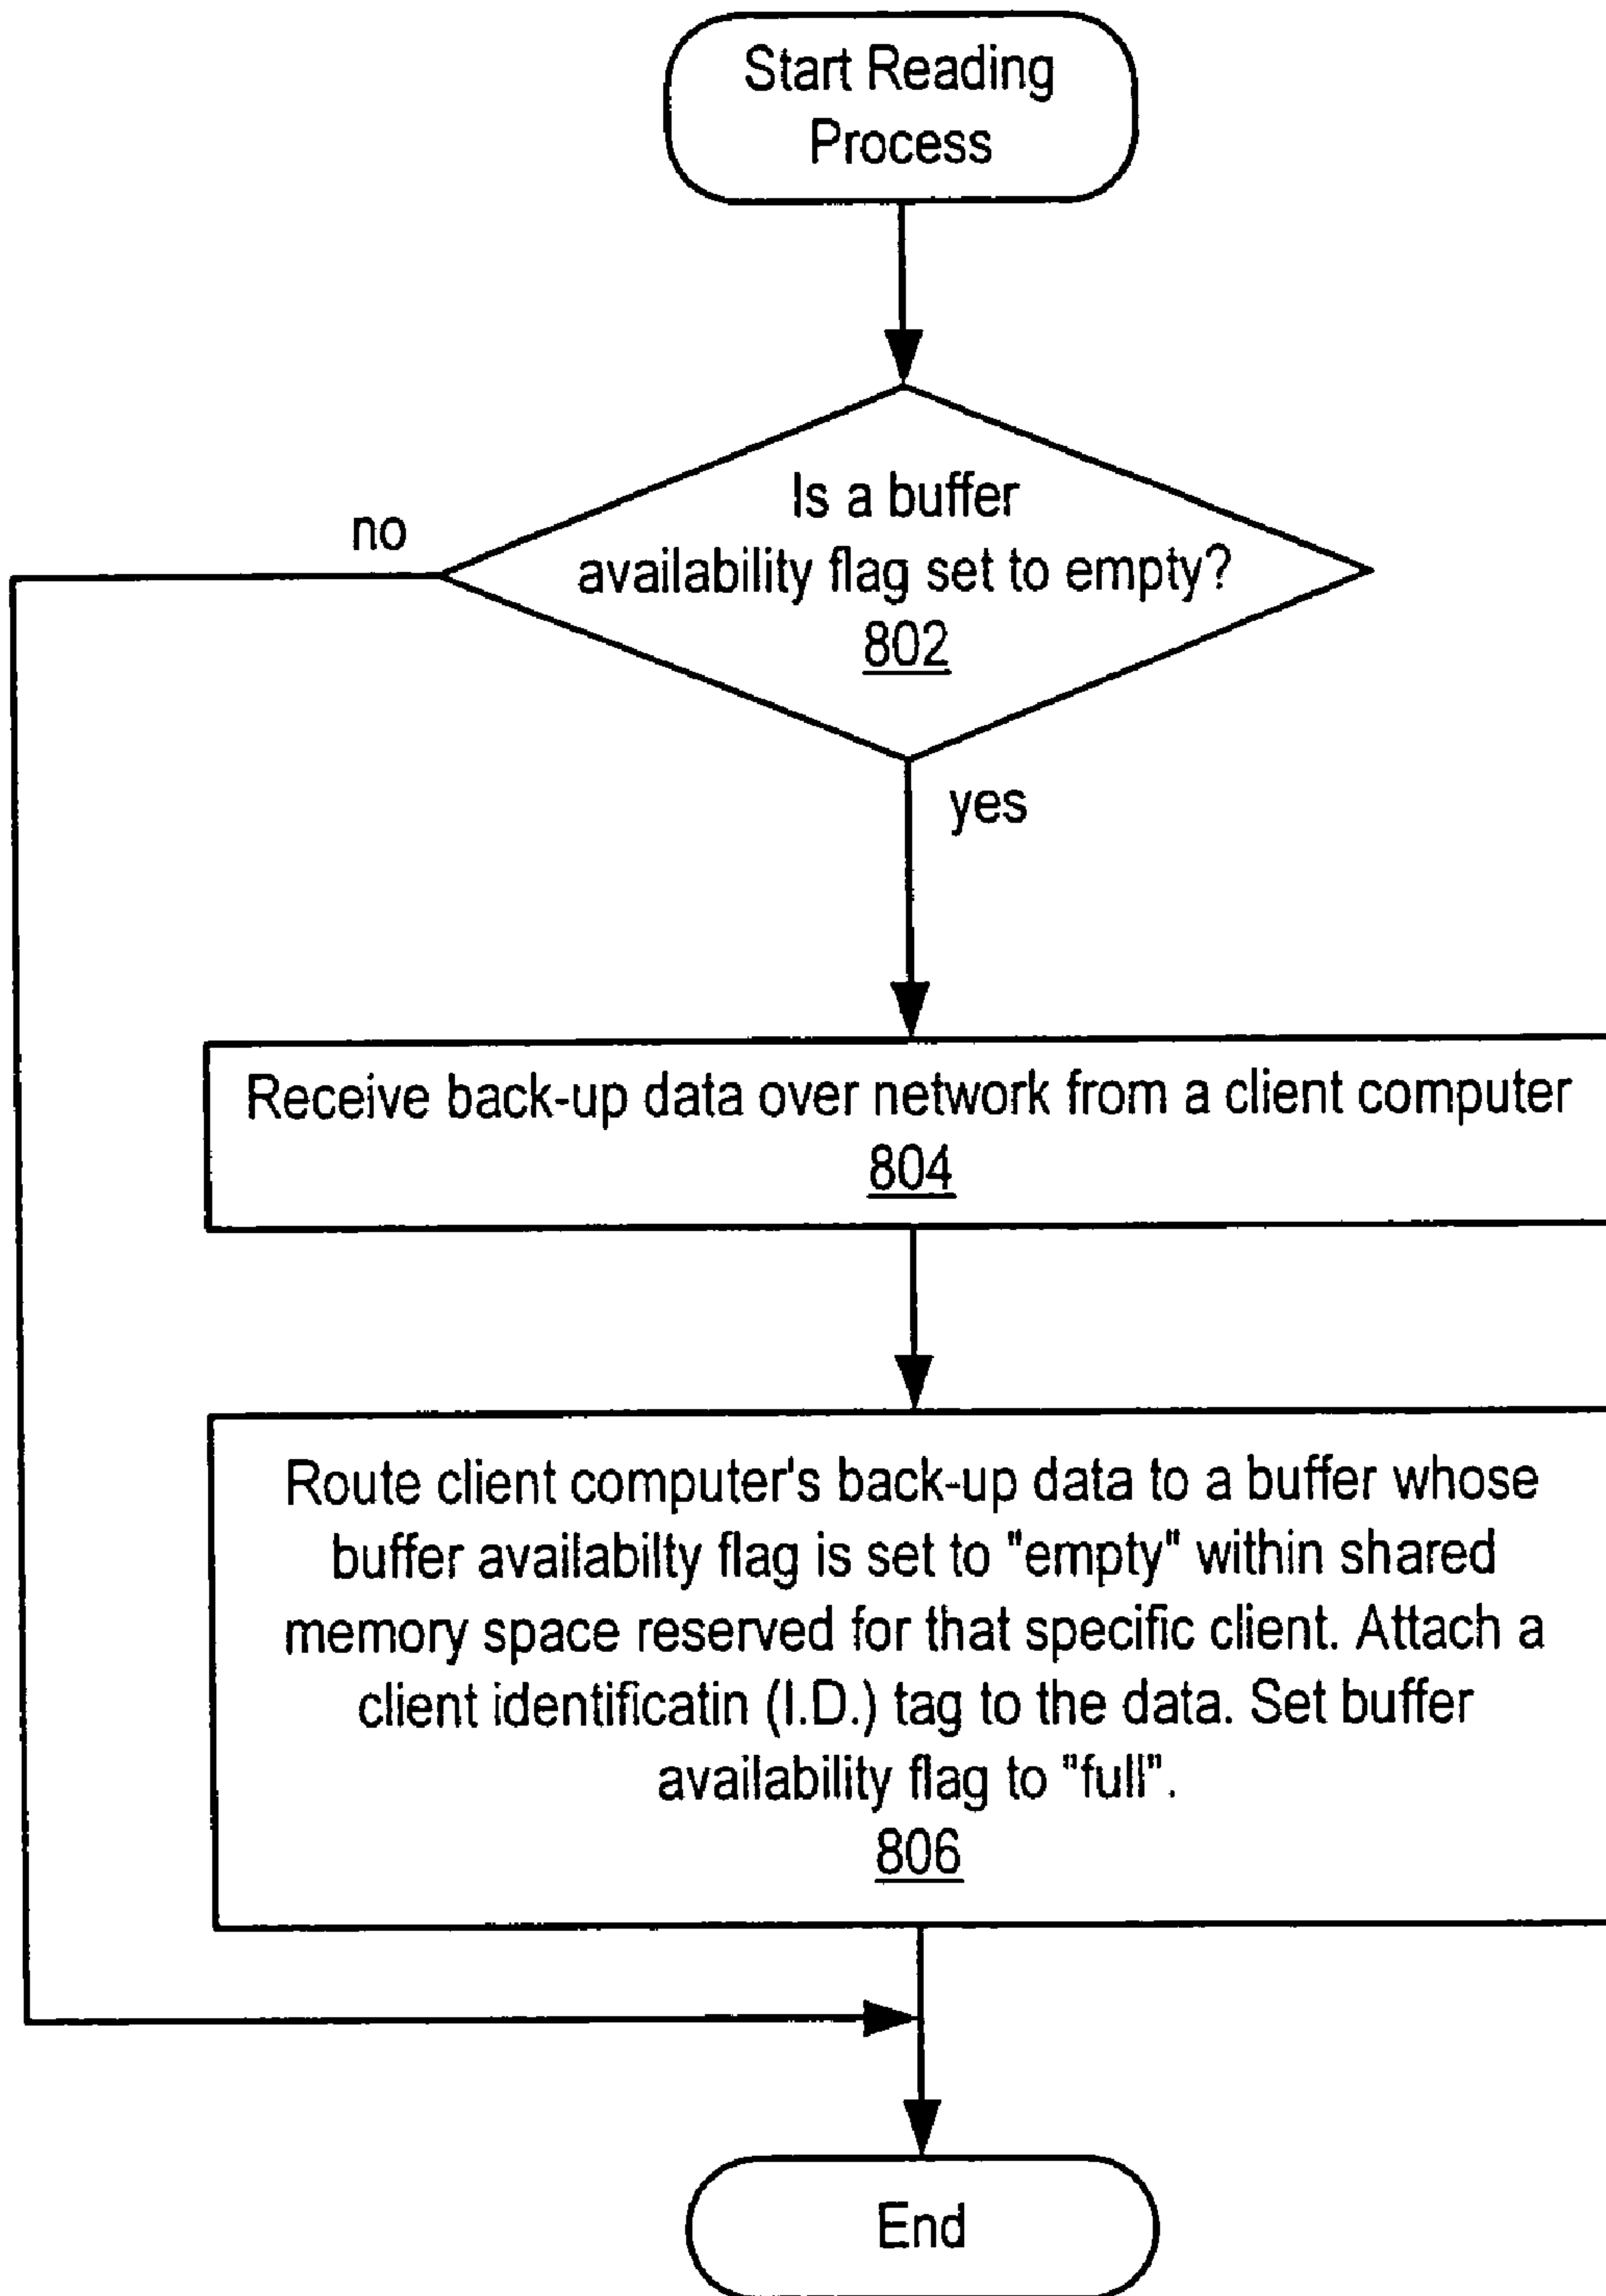 Start Reading
Process
Is a buffer
availability flag set to empty?
802
no
yes
Receive back-up data over network from a client computer
804
Route client computer's back-up data to a buffer whose
buffer availabilty flag is set to "empty" within shared
memory space reserved for that specific client. Attach a
client identificatin (I.D.) tag to the data. Set buffer
availability flag to "full".
806
End